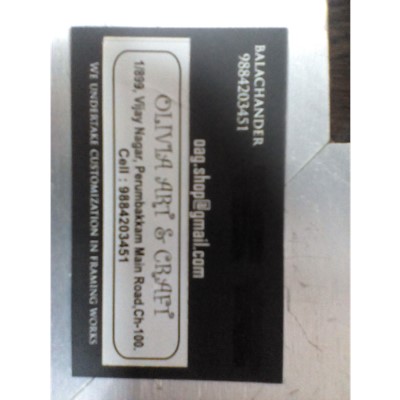 BALACHANDER
9884203451
oag.shop@gmail.com
OLIVIA ART & CRAFT
1/899, Vijay Nagar, Perumbakkam Main Road,Ch-100.
Cell : 9884203451
WE UNDERTAKE CUSTOMIZATION IN FRAMING WORKS